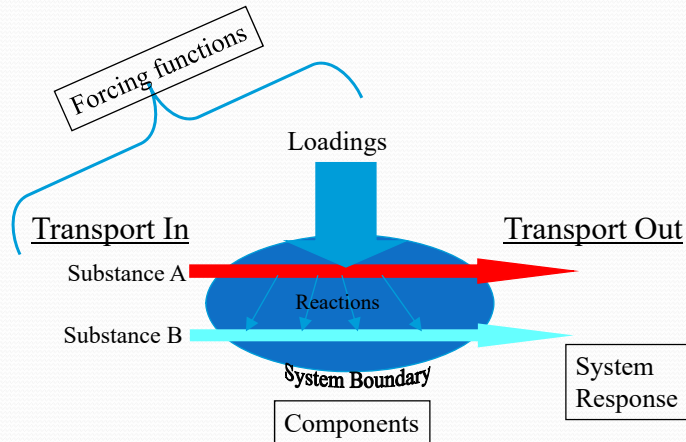 Forcing functions
Loadings
Transport In
Transport Out
Substance A
Reactions
Substance B
System Boundary
System
Response
Components